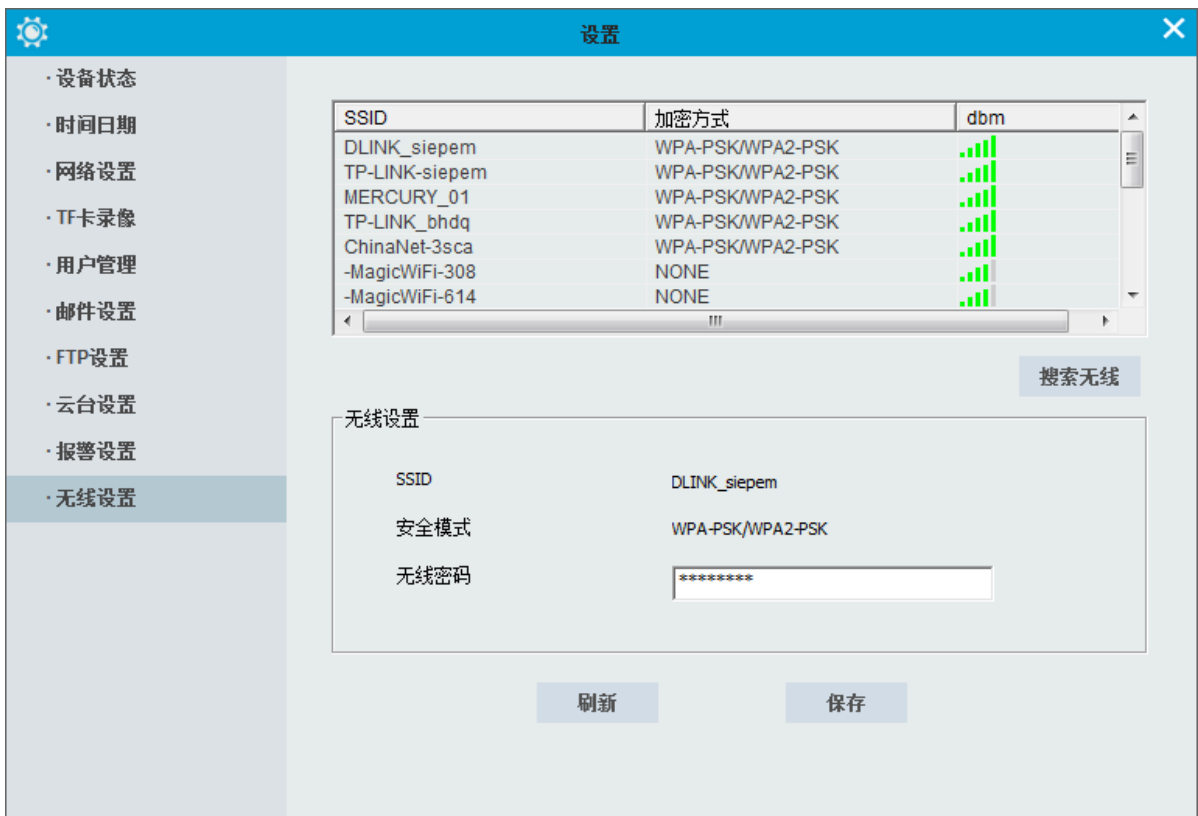 设置
·设备状态
·时间日期
·网络设置
·TF卡录像
·用户管理
·邮件设置
·FTP设置
·云台设置
·报警设置
·无线设置
SSID 加密方式 dbm
DLINK_siepem WPA-PSK/WPA2-PSK
TP-LINK-siepem WPA-PSK/WPA2-PSK
MERCURY_01 WPA-PSK/WPA2-PSK
TP-LINK_bhdq WPA-PSK/WPA2-PSK
ChinaNet-3sca WPA-PSK/WPA2-PSK
-MagicWiFi-308 NONE
-MagicWiFi-614 NONE
搜索无线
无线设置
SSID DLINK_siepem
安全模式 WPA-PSK/WPA2-PSK
无线密码 ********
刷新 保存